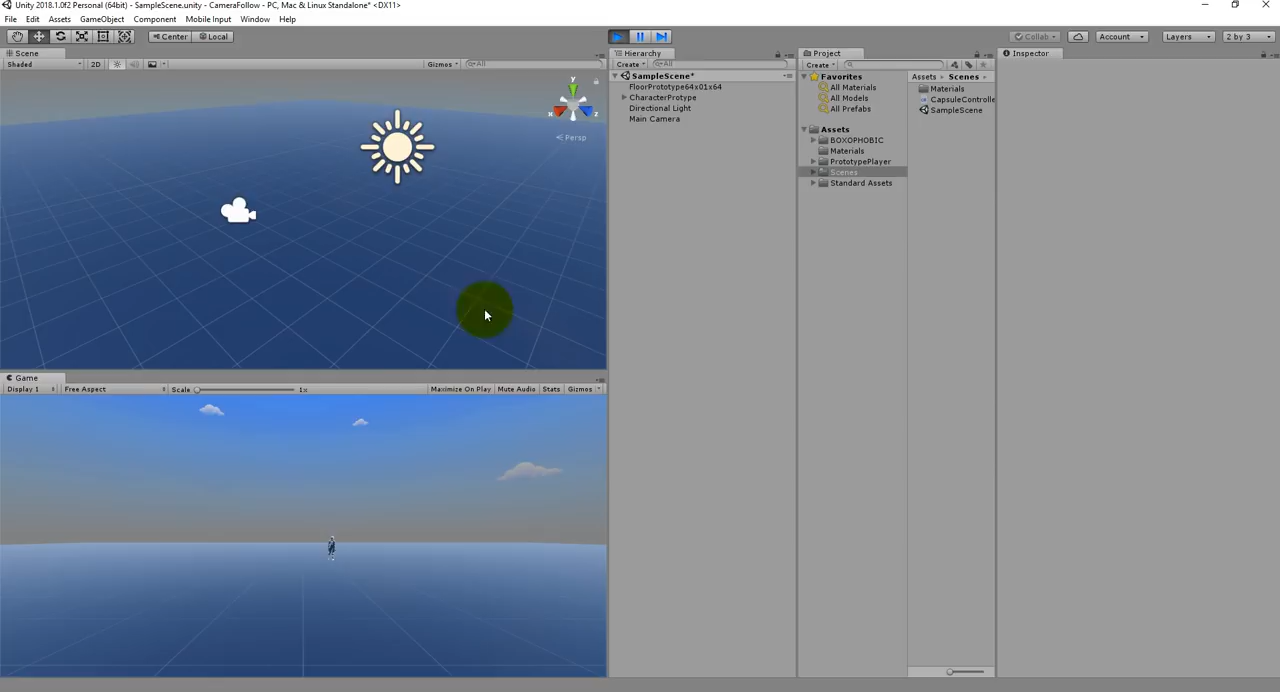 Unity 2018.1.0f2 Personal (64bit) - SampleScene.unity - CameraFollow - PC, Mac & Linux Standalone* <DX11>
File Edit Assets GameObject Component Mobile Input Window Help
Center Local Collab Account Layers 2 by 3
Scene
Shaded 2D Gizmos All
y
x z
Persp
Game
Display 1 Free Aspect Scale 1x Maximize On Play Mute Audio Stats Gizmos
Hierarchy
Create All
SampleScene*
FloorPrototype64x01x64
CharacterProtype
Directional Light
Main Camera
Project
Create
Favorites
All Materials
All Models
All Prefabs
Assets
BOXOPHOBIC
Materials
PrototypePlayer
Scenes
Standard Assets
Assets Scenes
Materials
CapsuleControlle
SampleScene
Inspector